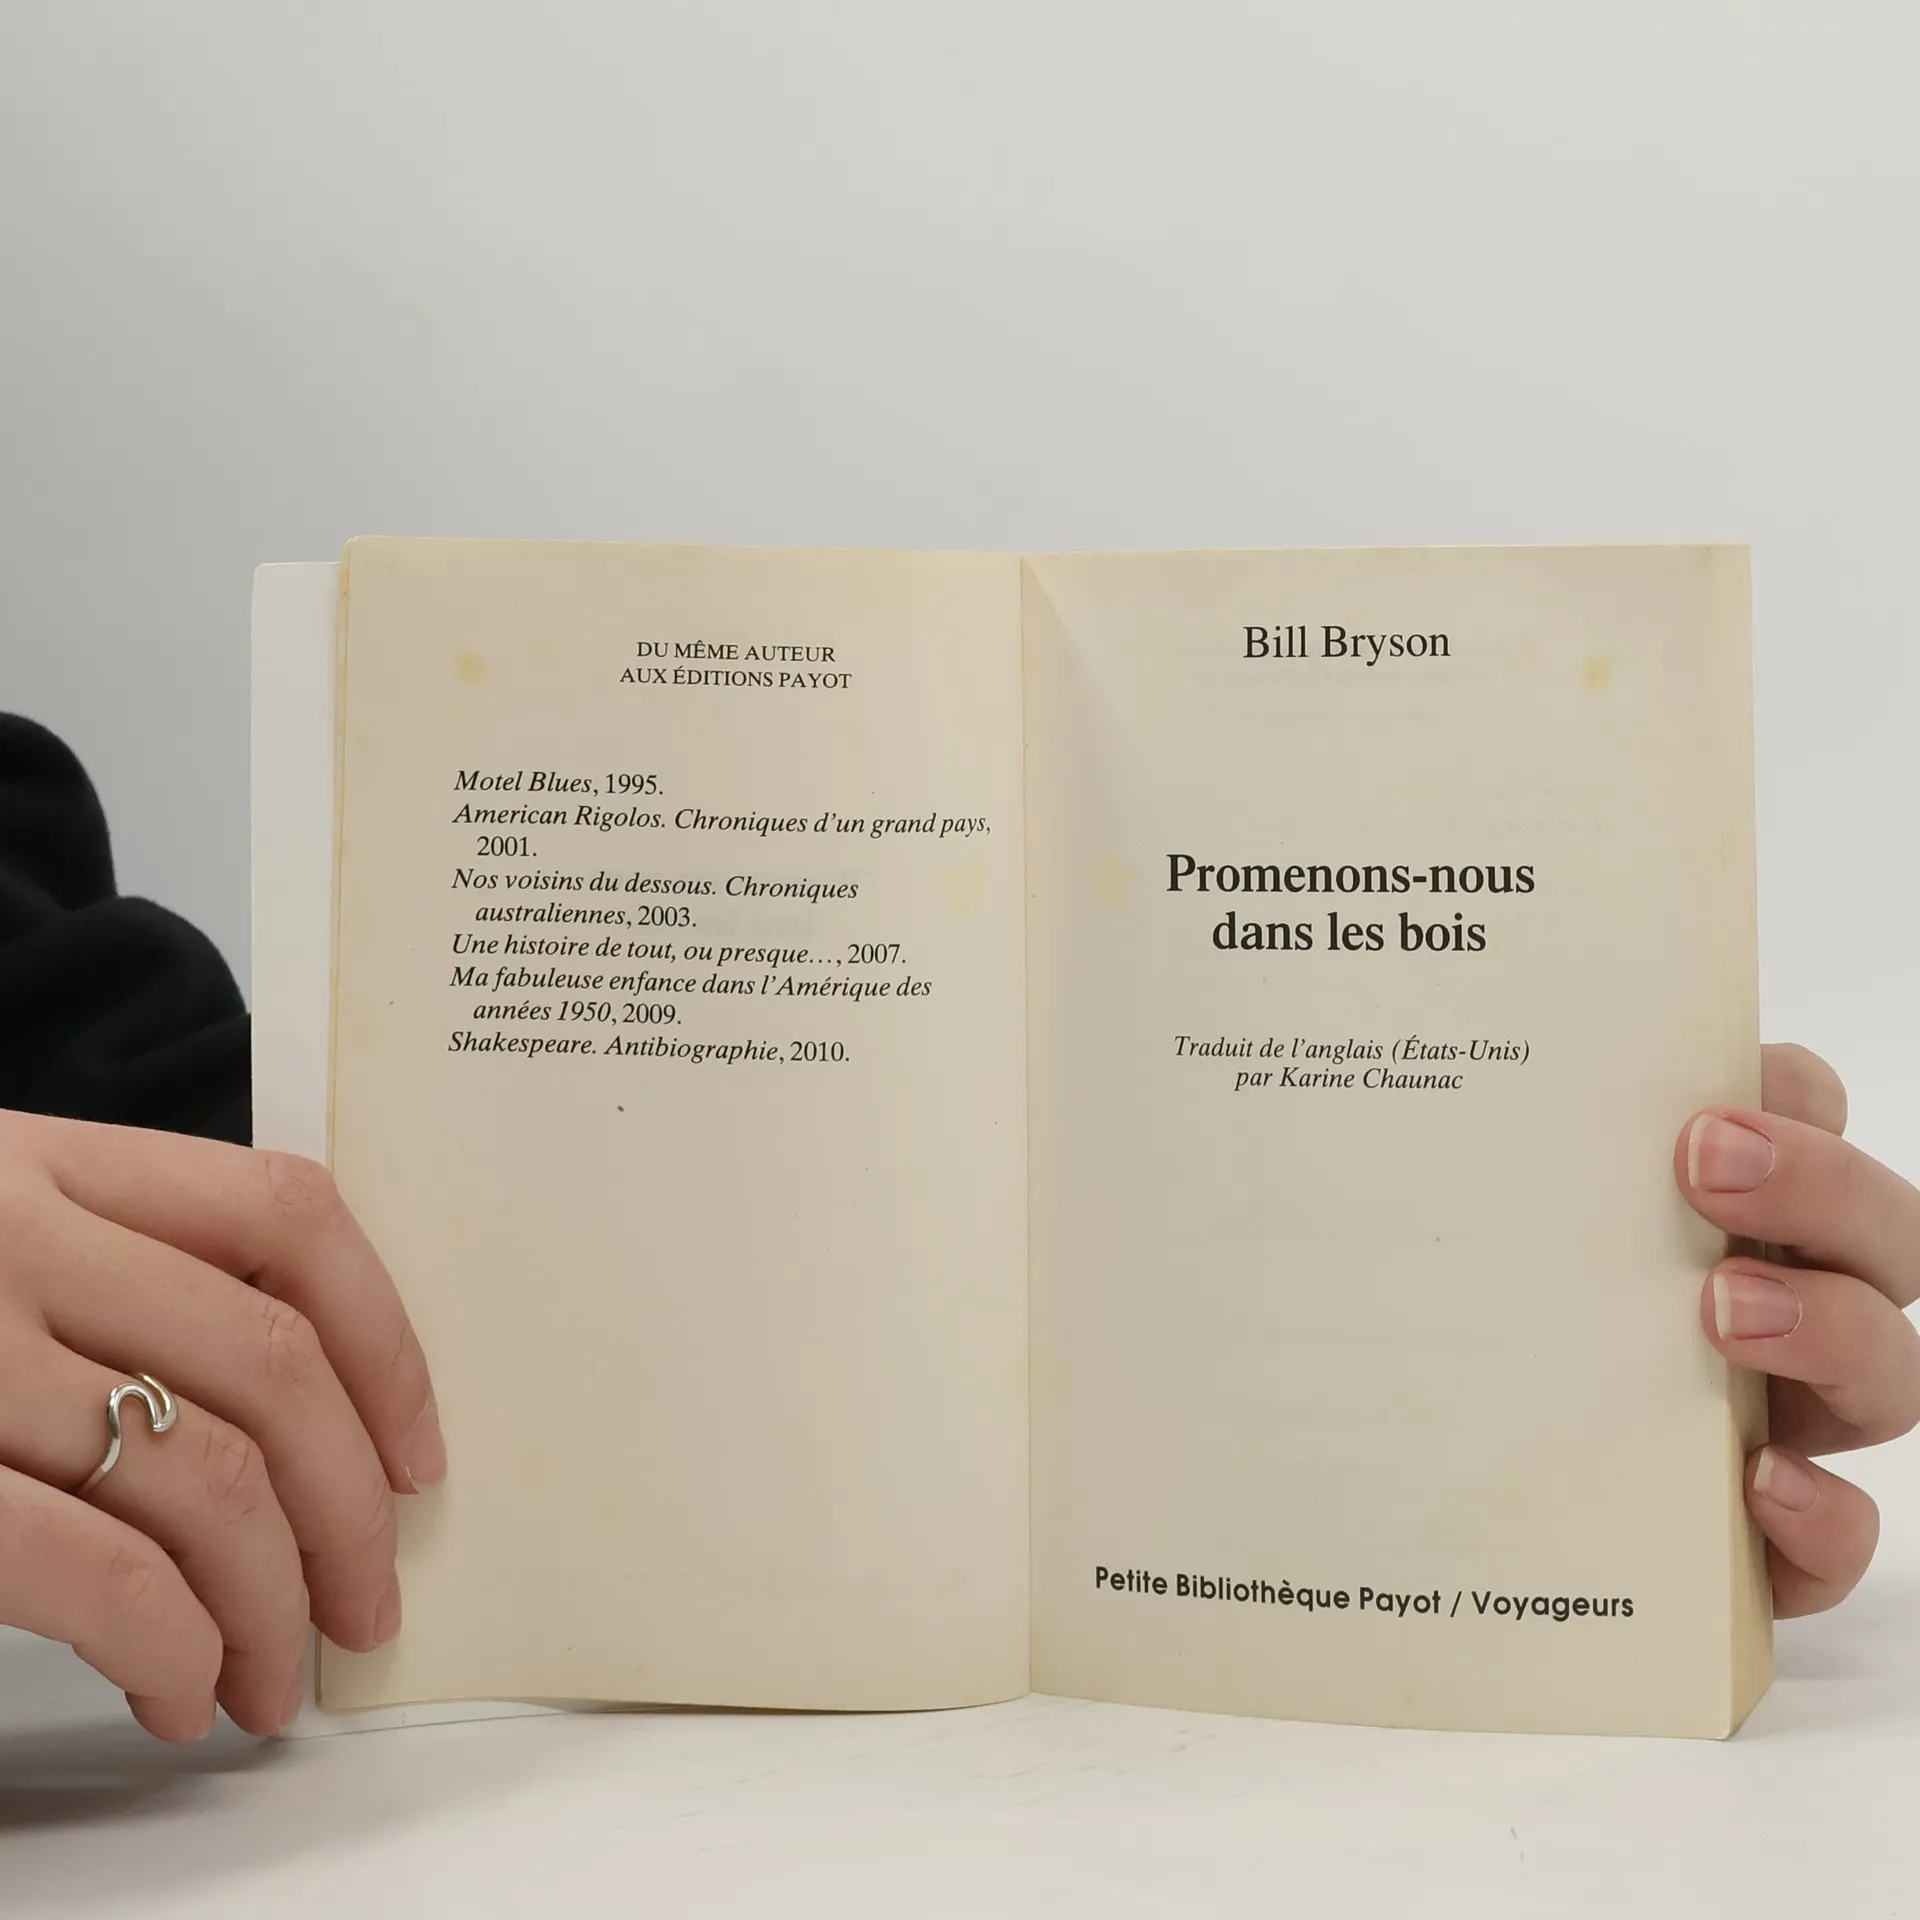 DU MÊME AUTEUR
AUX ÉDITIONS PAYOT
Motel Blues, 1995.
American Rigolos. Chroniques d'un grand pays,
2001.
Nos voisins du dessous. Chroniques
australiennes, 2003.
Une histoire de tout, ou presque…, 2007.
Ma fabuleuse enfance dans l'Amérique des
années 1950, 2009.
Shakespeare. Antibiographie, 2010.
Bill Bryson
Promenons-nous
dans les bois
Traduit de l'anglais (États-Unis)
par Karine Chaunac
Petite Bibliothèque Payot / Voyageurs